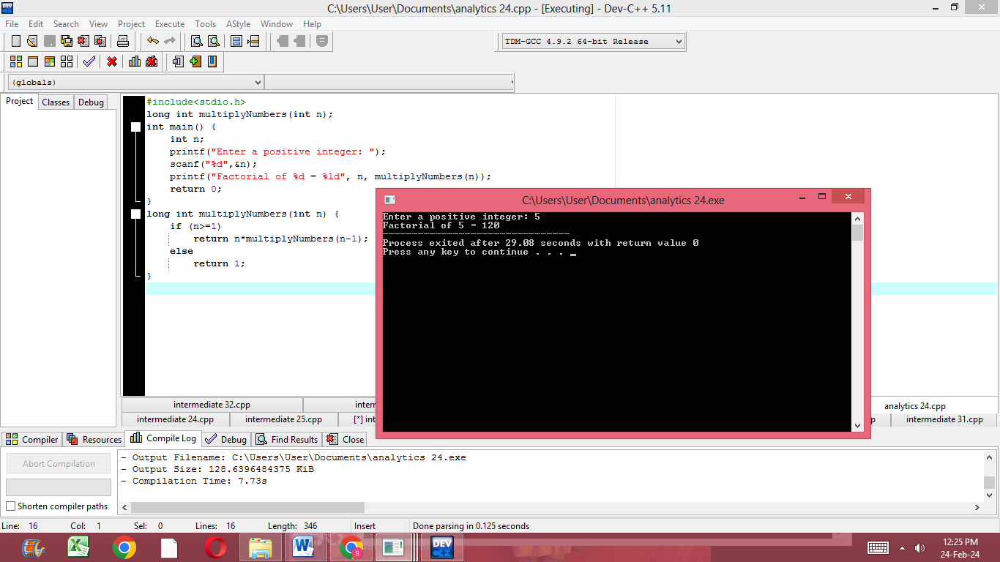 C:\Users\User\Documents\analytics 24.cpp - [Executing] - Dev-C++ 5.11
File Edit Search View Project Execute Tools AStyle Window Help
TDM-GCC 4.9.2 64-bit Release
(globals)
Project Classes Debug
#include<stdio.h>
long int multiplyNumbers(int n);
int main() {
int n;
printf("Enter a positive integer: ");
scanf("%d",&n);
printf("Factorial of %d = %ld", n, multiplyNumbers(n));
return 0;
}
long int multiplyNumbers(int n) {
if (n>=1)
return n*multiplyNumbers(n-1);
else
return 1;
}
C:\Users\User\Documents\analytics 24.exe
Enter a positive integer: 5
Factorial of 5 = 120
--------------------------------
Process exited after 29.08 seconds with return value 0
Press any key to continue . . .
intermediate 32.cpp analytics 24.cpp
intermediate 24.cpp intermediate 25.cpp [*] int intermediate 31.cpp
Compiler Resources Compile Log Debug Find Results Close
Abort Compilation
Shorten compiler paths
- Output Filename: C:\Users\User\Documents\analytics 24.exe
- Output Size: 128.6396484375 KiB
- Compilation Time: 7.73s
Line: 16 Col: 1 Sel: 0 Lines: 16 Length: 346 Insert Done parsing in 0.125 seconds
DEV C++
12:25 PM
24-Feb-24